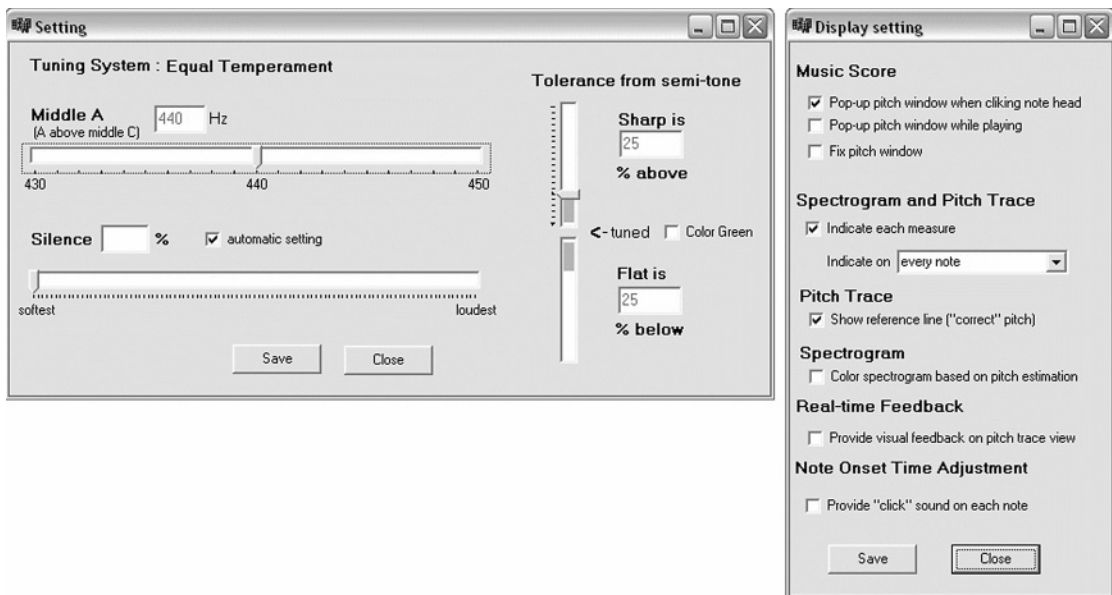 Setting
Tuning System : Equal Temperament
Middle A 440 Hz
(A above middle C)
430 440 450
Silence % automatic setting
softest loudest
Save Close
Tolerance from semi-tone
Sharp is
25
% above
<- tuned Color Green
Flat is
25
% below
Display setting
Music Score
Pop-up pitch window when cliking note head
Pop-up pitch window while playing
Fix pitch window
Spectrogram and Pitch Trace
Indicate each measure
Indicate on every note
Pitch Trace
Show reference line ("correct" pitch)
Spectrogram
Color spectrogram based on pitch estimation
Real-time Feedback
Provide visual feedback on pitch trace view
Note Onset Time Adjustment
Provide "click" sound on each note
Save Close